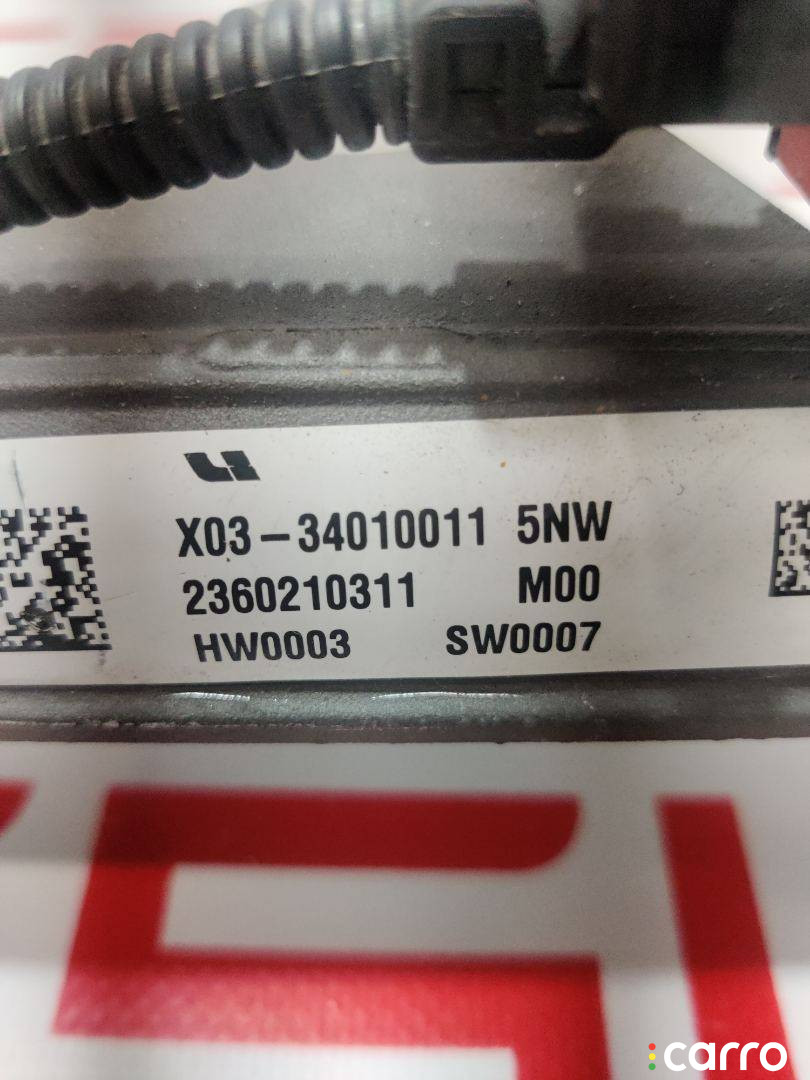 X03-34010011 5NW
2360210311 M00
HW0003 SW0007
carro